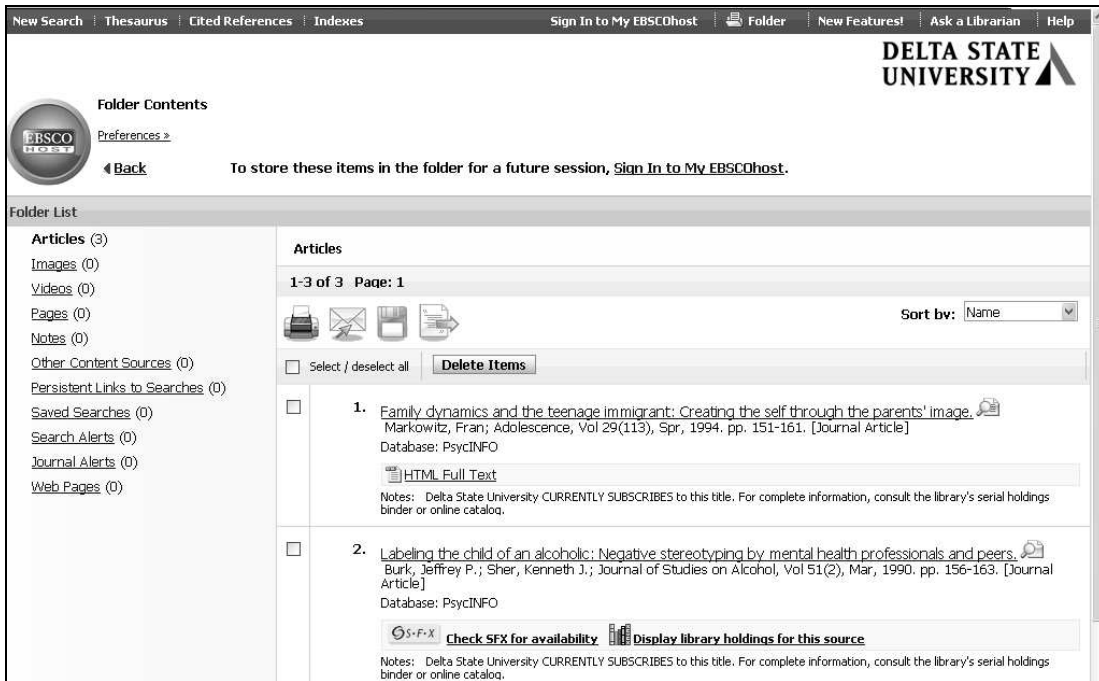 New Search Thesaurus Cited References Indexes Sign In to My EBSCOhost Folder New Features! Ask a Librarian Help
DELTA STATE
UNIVERSITY
Folder Contents
EBSCO
HOST
Preferences »
Back To store these items in the folder for a future session, Sign In to My EBSCOhost.
Folder List
Articles (3)
Images (0)
Videos (0)
Pages (0)
Notes (0)
Other Content Sources (0)
Persistent Links to Searches (0)
Saved Searches (0)
Search Alerts (0)
Journal Alerts (0)
Web Pages (0)
Articles
1-3 of 3 Page: 1
Sort by: Name
Select / deselect all Delete Items
1. Family dynamics and the teenage immigrant: Creating the self through the parents' image.
Markowitz, Fran; Adolescence, Vol 29(113), Spr, 1994. pp. 151-161. [Journal Article]
Database: PsycINFO
HTML Full Text
Notes: Delta State University CURRENTLY SUBSCRIBES to this title. For complete information, consult the library's serial holdings
binder or online catalog.
2. Labeling the child of an alcoholic: Negative stereotyping by mental health professionals and peers.
Burk, Jeffrey P.; Sher, Kenneth J.; Journal of Studies on Alcohol, Vol 51(2), Mar, 1990. pp. 156-163. [Journal
Article]
Database: PsycINFO
S·F·X Check SFX for availability Display library holdings for this source
Notes: Delta State University CURRENTLY SUBSCRIBES to this title. For complete information, consult the library's serial holdings
binder or online catalog.